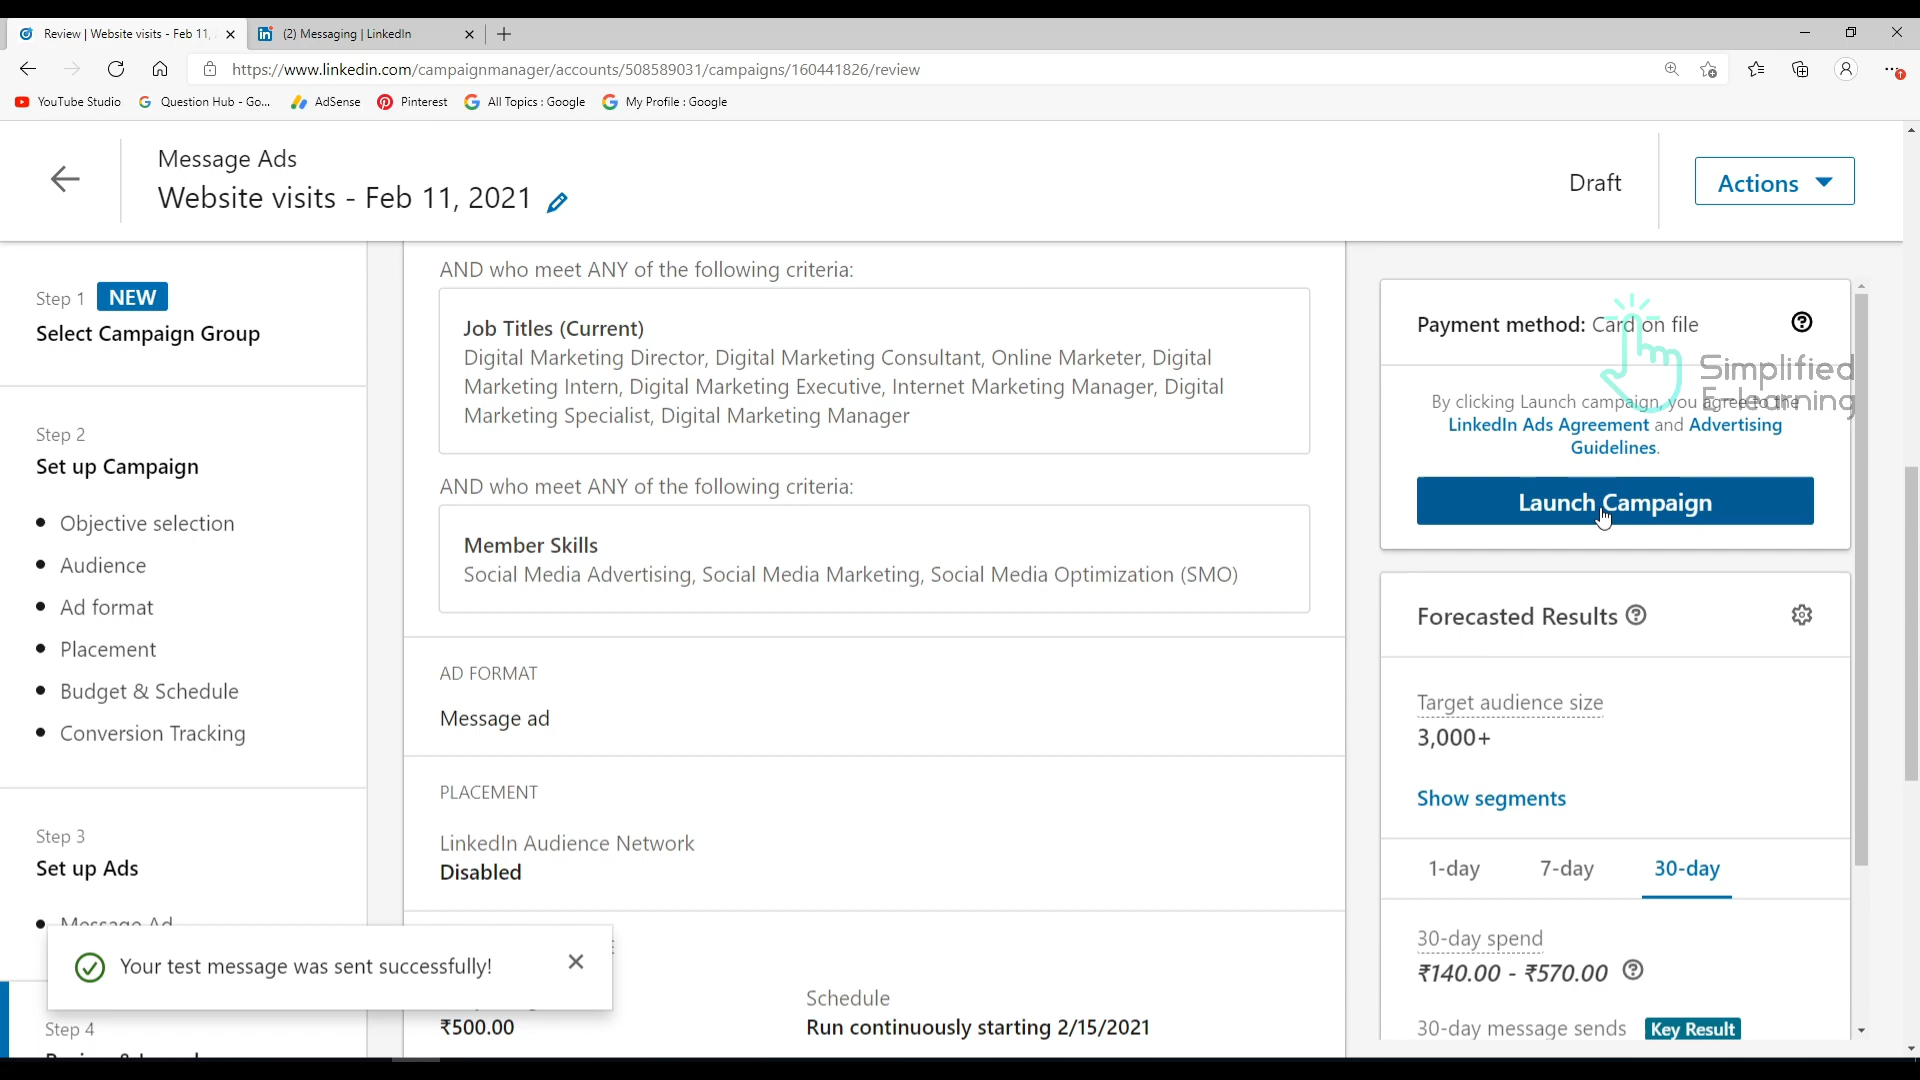 Review | Website visits - Feb 11,
(2) Messaging | LinkedIn
https://www.linkedin.com/campaignmanager/accounts/508589031/campaigns/160441826/review
YouTube Studio
Question Hub - Go...
AdSense
Pinterest
All Topics : Google
My Profile : Google
Message Ads
Website visits - Feb 11, 2021
Draft
Actions
Step 1 NEW
Select Campaign Group
Step 2
Set up Campaign
Objective selection
Audience
Ad format
Placement
Budget & Schedule
Conversion Tracking
Step 3
Set up Ads
Message Ad
Your test message was sent successfully!
Step 4
AND who meet ANY of the following criteria:
Job Titles (Current)
Digital Marketing Director, Digital Marketing Consultant, Online Marketer, Digital
Marketing Intern, Digital Marketing Executive, Internet Marketing Manager, Digital
Marketing Specialist, Digital Marketing Manager
AND who meet ANY of the following criteria:
Member Skills
Social Media Advertising, Social Media Marketing, Social Media Optimization (SMO)
AD FORMAT
Message ad
PLACEMENT
LinkedIn Audience Network
Disabled
₹500.00
Schedule
Run continuously starting 2/15/2021
Payment method: Card on file
Simplified
E-learning
By clicking Launch campaign, you agree to the
LinkedIn Ads Agreement and Advertising
Guidelines.
Launch Campaign
Forecasted Results
Target audience size
3,000+
Show segments
1-day
7-day
30-day
30-day spend
₹140.00 - ₹570.00
30-day message sends Key Result